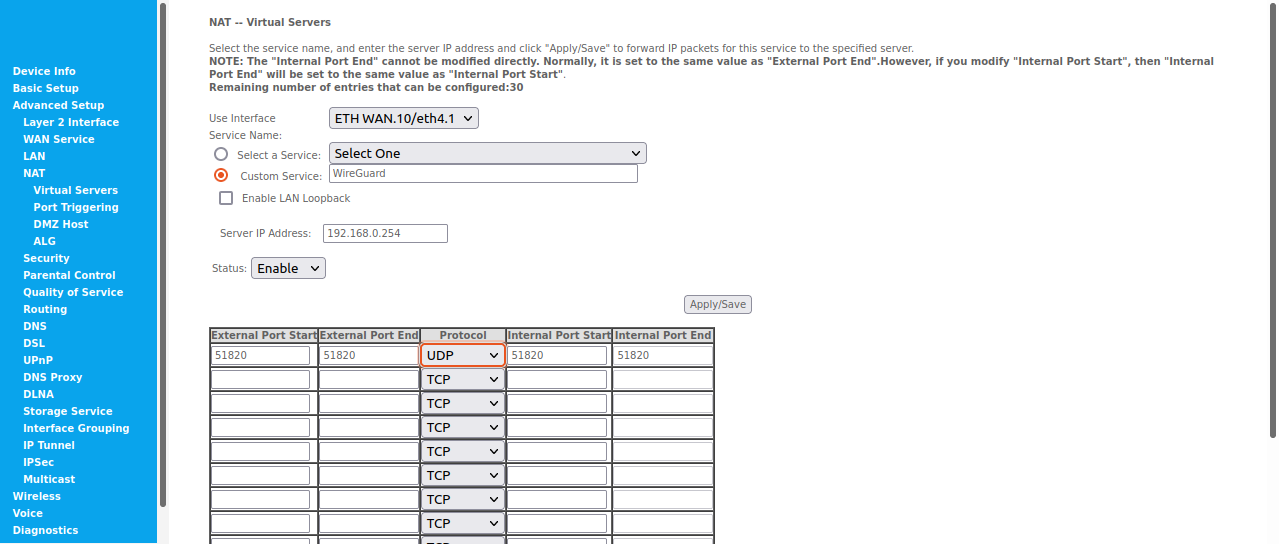 Device Info
Basic Setup
Advanced Setup
Layer 2 Interface
WAN Service
LAN
NAT
Virtual Servers
Port Triggering
DMZ Host
ALG
Security
Parental Control
Quality of Service
Routing
DNS
DSL
UPnP
DNS Proxy
DLNA
Storage Service
Interface Grouping
IP Tunnel
IPSec
Multicast
Wireless
Voice
Diagnostics
NAT -- Virtual Servers
Select the service name, and enter the server IP address and click "Apply/Save" to forward IP packets for this service to the specified server.
NOTE: The "Internal Port End" cannot be modified directly. Normally, it is set to the same value as "External Port End".However, if you modify "Internal Port Start", then "Internal
Port End" will be set to the same value as "Internal Port Start".
Remaining number of entries that can be configured:30
Use Interface ETH WAN.10/eth4.1
Service Name:
Select a Service: Select One
Custom Service: WireGuard
Enable LAN Loopback
Server IP Address: 192.168.0.254
Status: Enable
Apply/Save
External Port Start External Port End Protocol Internal Port Start Internal Port End
51820 51820 UDP 51820 51820
TCP
TCP
TCP
TCP
TCP
TCP
TCP